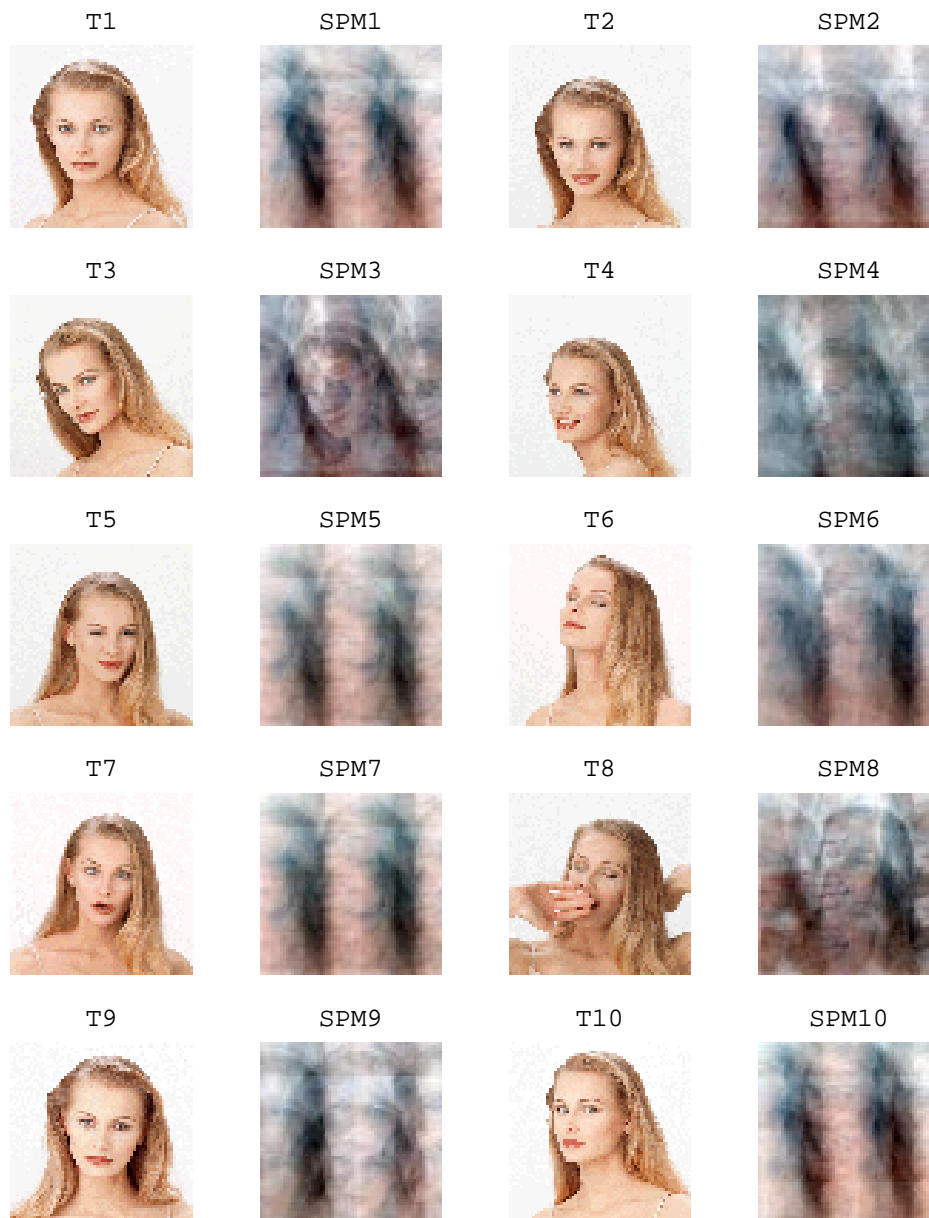 T1 SPM1 T2 SPM2
T3 SPM3 T4 SPM4
T5 SPM5 T6 SPM6
T7 SPM7 T8 SPM8
T9 SPM9 T10 SPM10